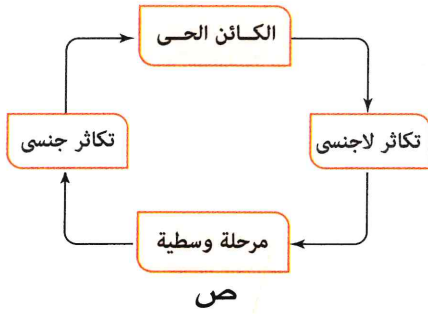 الكـائن الحـى
تكاثر لاجنسى
تكاثر جنسى
مرحلة وسطية
ص